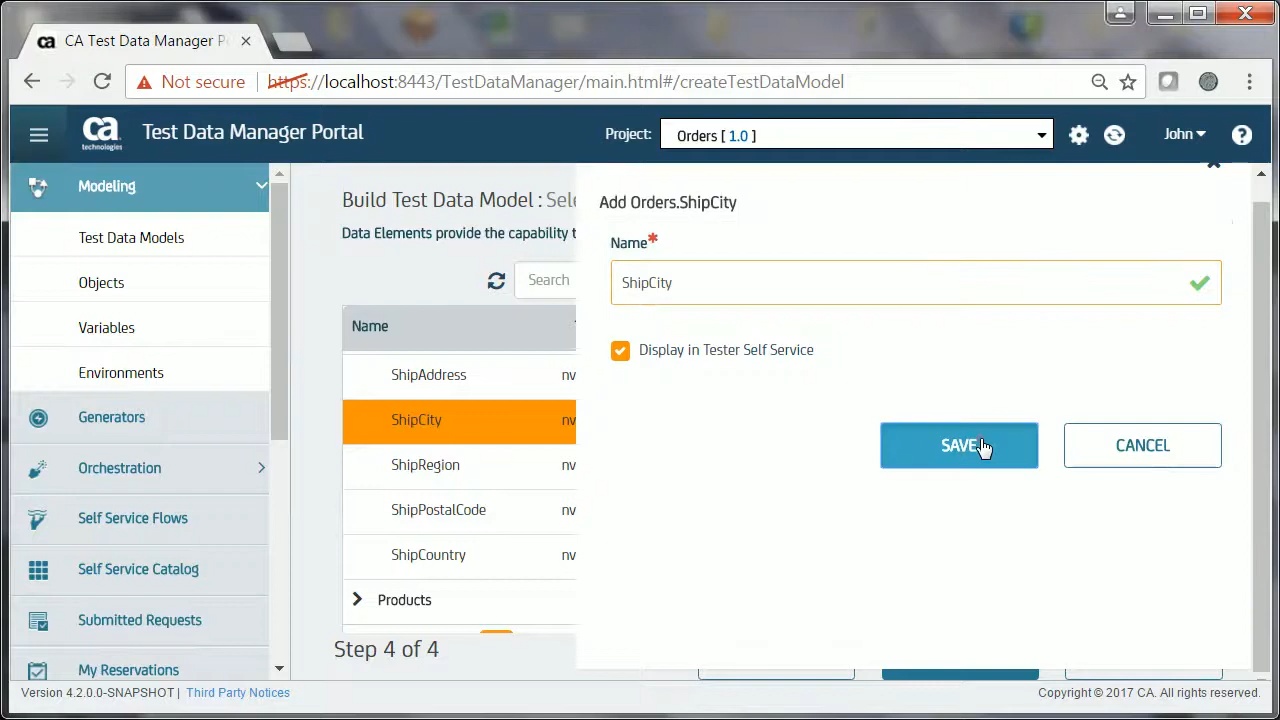 ca CA Test Data Manager P
Not secure | https://localhost:8443/TestDataManager/main.html#/createTestDataModel
ca technologies
Test Data Manager Portal
Project: Orders [ 1.0 ]
John
Modeling
Test Data Models
Objects
Variables
Environments
Generators
Orchestration
Self Service Flows
Self Service Catalog
Submitted Requests
My Reservations
Build Test Data Model : Sele
Data Elements provide the capability t
Search
Name
ShipAddress nv
ShipCity nv
ShipRegion nv
ShipPostalCode nv
ShipCountry nv
Products
Step 4 of 4
Add Orders.ShipCity
Name*
ShipCity
Display in Tester Self Service
SAVE
CANCEL
Version 4.2.0.0-SNAPSHOT | Third Party Notices
Copyright © 2017 CA. All rights reserved.